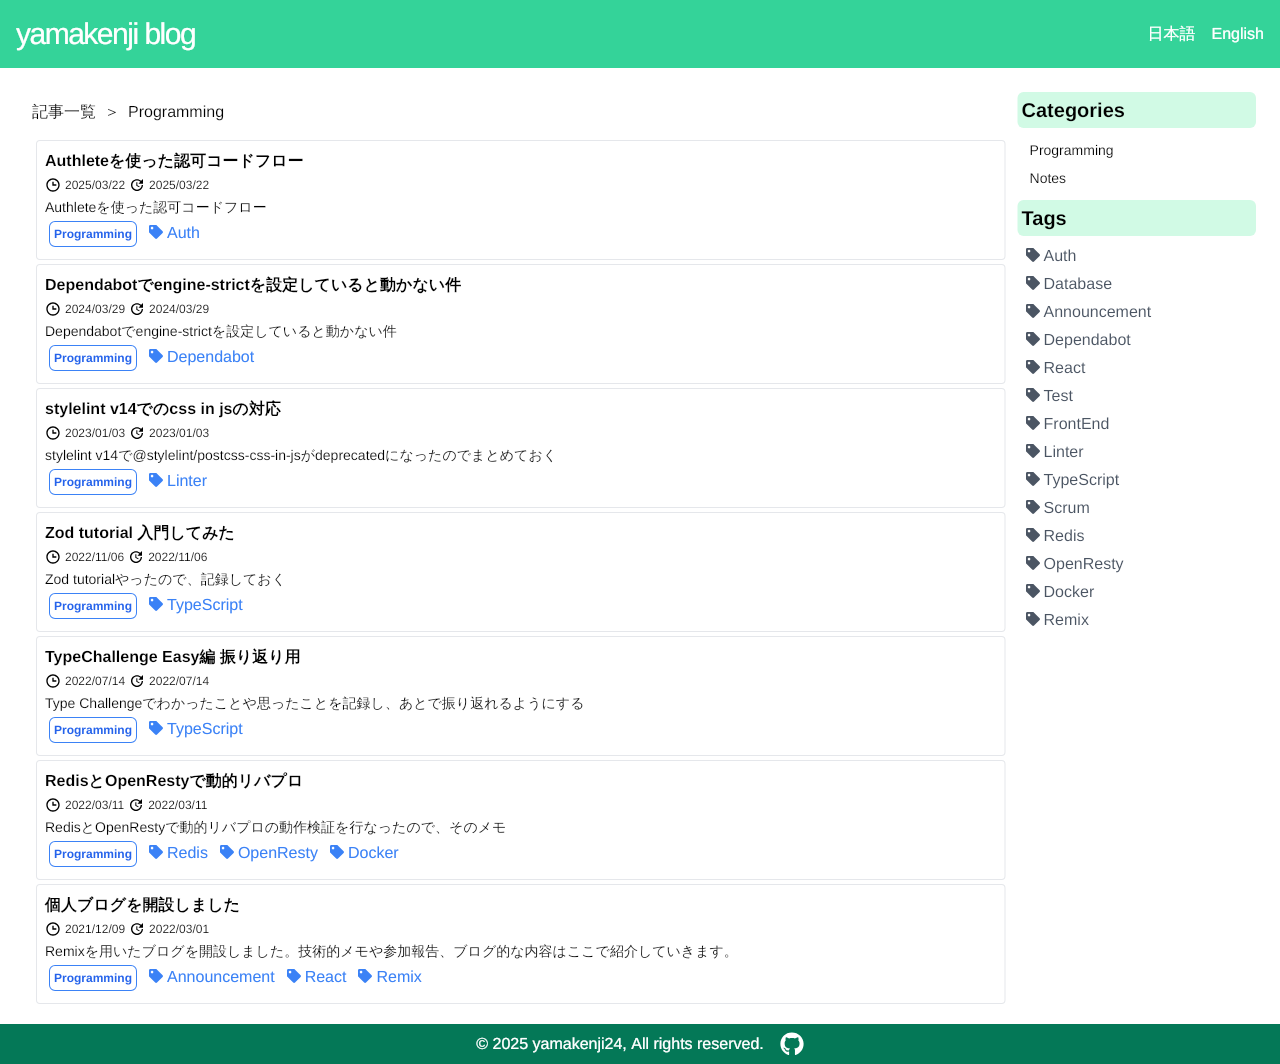 yamakenji blog
日本語 English
記事一覧 > Programming
Authleteを使った認可コードフロー
2025/03/22 2025/03/22
Authleteを使った認可コードフロー
Programming Auth
Dependabotでengine-strictを設定していると動かない件
2024/03/29 2024/03/29
Dependabotでengine-strictを設定していると動かない件
Programming Dependabot
stylelint v14でのcss in jsの対応
2023/01/03 2023/01/03
stylelint v14で@stylelint/postcss-css-in-jsがdeprecatedになったのでまとめておく
Programming Linter
Zod tutorial 入門してみた
2022/11/06 2022/11/06
Zod tutorialやったので、記録しておく
Programming TypeScript
TypeChallenge Easy編 振り返り用
2022/07/14 2022/07/14
Type Challengeでわかったことや思ったことを記録し、あとで振り返れるようにする
Programming TypeScript
RedisとOpenRestyで動的リバプロ
2022/03/11 2022/03/11
RedisとOpenRestyで動的リバプロの動作検証を行なったので、そのメモ
Programming Redis OpenResty Docker
個人ブログを開設しました
2021/12/09 2022/03/01
Remixを用いたブログを開設しました。技術的メモや参加報告、ブログ的な内容はここで紹介していきます。
Programming Announcement React Remix
Categories
Programming
Notes
Tags
Auth
Database
Announcement
Dependabot
React
Test
FrontEnd
Linter
TypeScript
Scrum
Redis
OpenResty
Docker
Remix
© 2025 yamakenji24, All rights reserved.